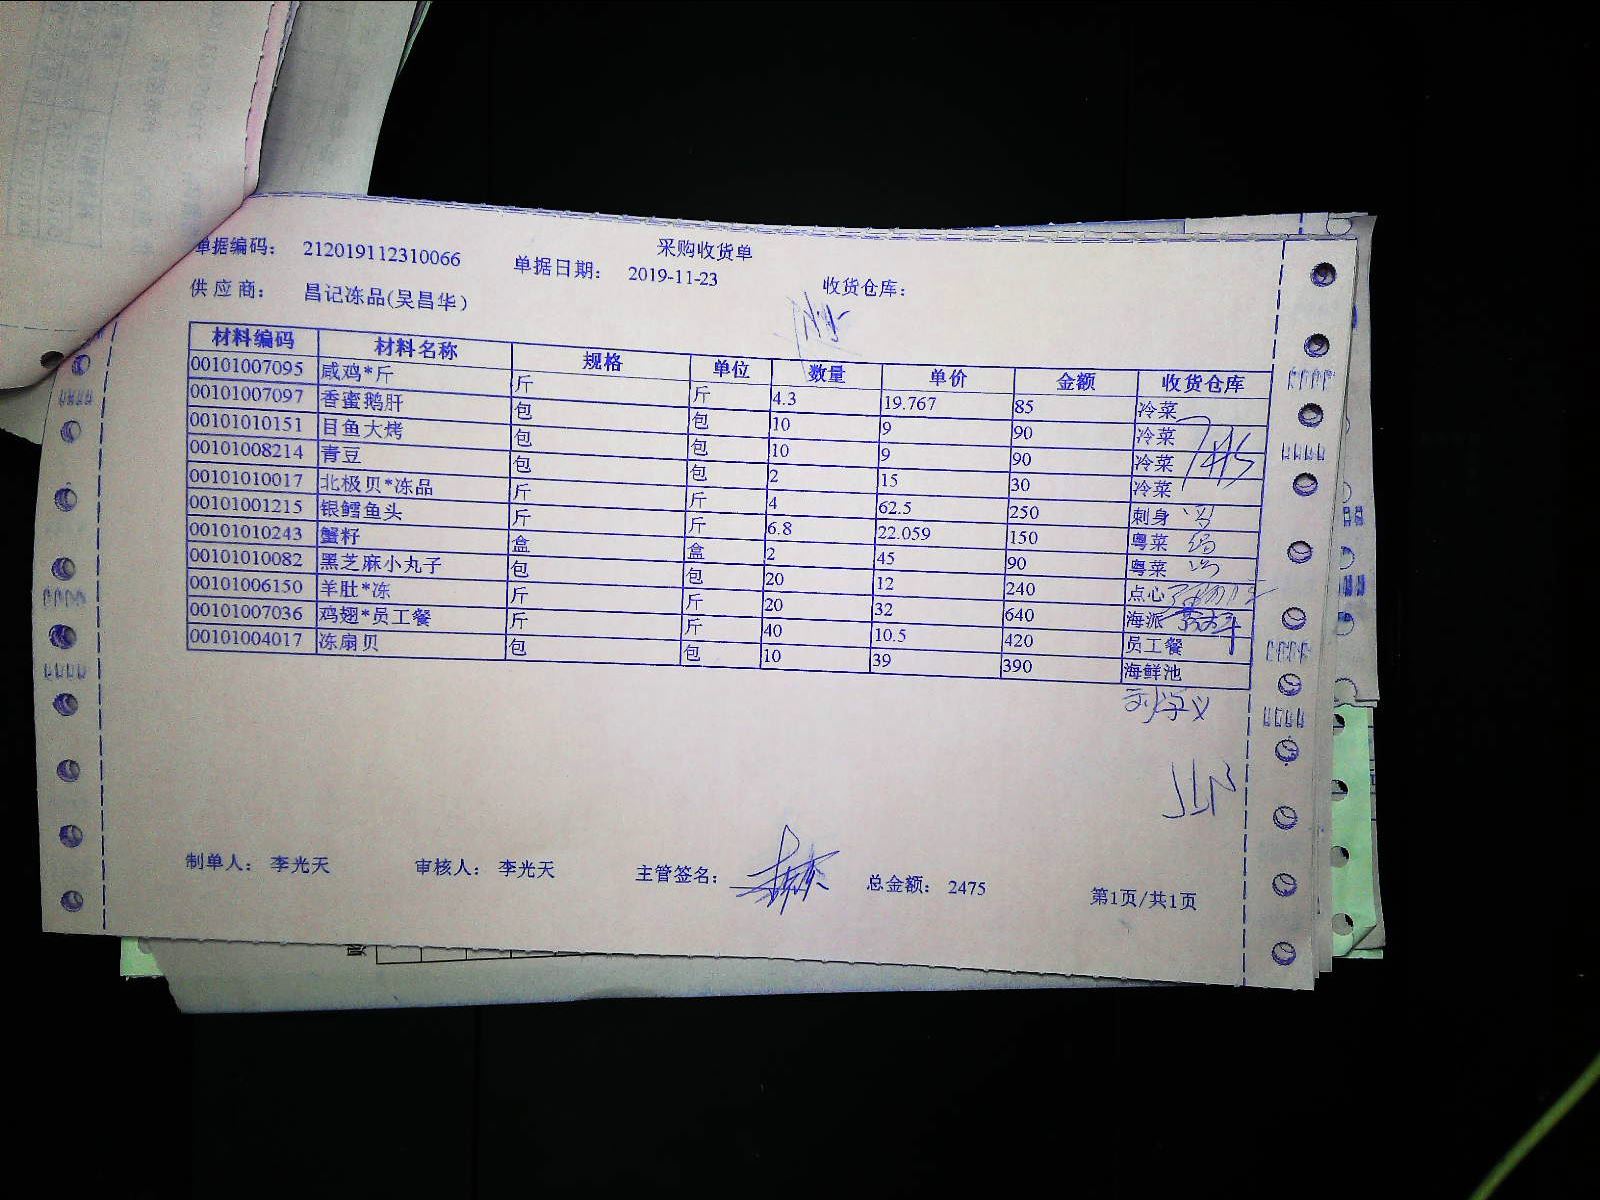 采购收货单
单据编码： 212019112310066 单据日期： 2019-11-23 收货仓库：
供应商： 昌记冻品(吴昌华)
材料编码 材料名称 规格 单位 数量 单价 金额 收货仓库
00101007095 咸鸡*斤 斤 斤 4.3 19.767 85 冷菜
00101007097 香蜜鹅肝 包 包 10 9 90 冷菜
00101010151 目鱼大烤 包 包 10 9 90 冷菜
00101008214 青豆 包 包 2 15 30 冷菜
00101010017 北极贝*冻品 斤 斤 4 62.5 250 刺身
00101001215 银鳕鱼头 斤 斤 6.8 22.059 150 粤菜
00101010243 蟹籽 盒 盒 2 45 90 粤菜
00101010082 黑芝麻小丸子 包 包 20 12 240 点心
00101006150 羊肚*冻 斤 斤 20 32 640 海派
00101007036 鸡翅*员工餐 斤 斤 40 10.5 420 员工餐
00101004017 冻扇贝 包 包 10 39 390 海鲜池
刘学义
制单人： 李光天 审核人： 李光天 主管签名： 总金额： 2475 第1页/共1页